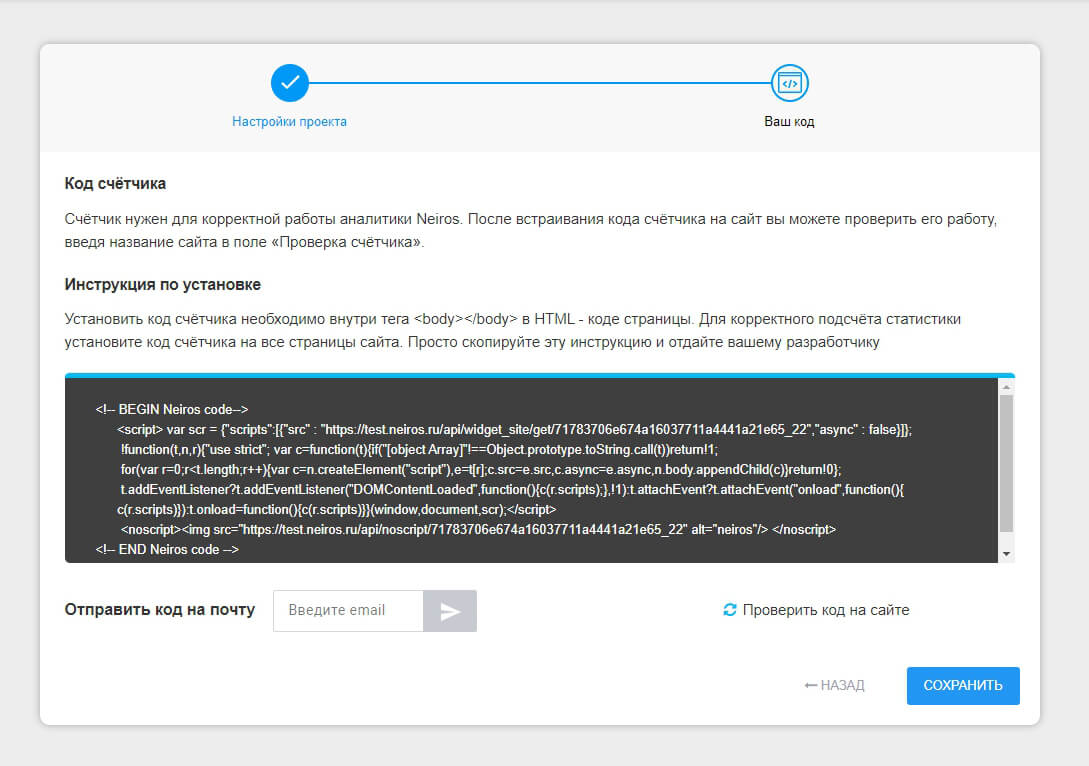 Настройки проекта
Ваш код
Код счётчика
Счётчик нужен для корректной работы аналитики Neiros. После встраивания кода счётчика на сайт вы можете проверить его работу,
введя название сайта в поле «Проверка счётчика».
Инструкция по установке
Установить код счётчика необходимо внутри тега <body></body> в HTML - коде страницы. Для корректного подсчёта статистики
установите код счётчика на все страницы сайта. Просто скопируйте эту инструкцию и отдайте вашему разработчику
<!-- BEGIN Neiros code-->
<script> var scr = {"scripts":[{"src" : "https://test.neiros.ru/api/widget_site/get/71783706e674a16037711a4441a21e65_22","async" : false}]};
!function(t,n,r){"use strict"; var c=function(t){if("[object Array]"!==Object.prototype.toString.call(t))return!1;
for(var r=0;r<t.length;r++){var c=n.createElement("script"),e=t[r];c.src=e.src,c.async=e.async,n.body.appendChild(c)}return!0};
t.addEventListener?t.addEventListener("DOMContentLoaded",function(){c(r.scripts);},!1):t.attachEvent?t.attachEvent("onload",function(){
c(r.scripts)}):t.onload=function(){c(r.scripts)}}(window,document,scr);</script>
<noscript><img src="https://test.neiros.ru/api/noscript/71783706e674a16037711a4441a21e65_22" alt="neiros"/> </noscript>
<!-- END Neiros code -->
Отправить код на почту
Введите email
Проверить код на сайте
НАЗАД
СОХРАНИТЬ